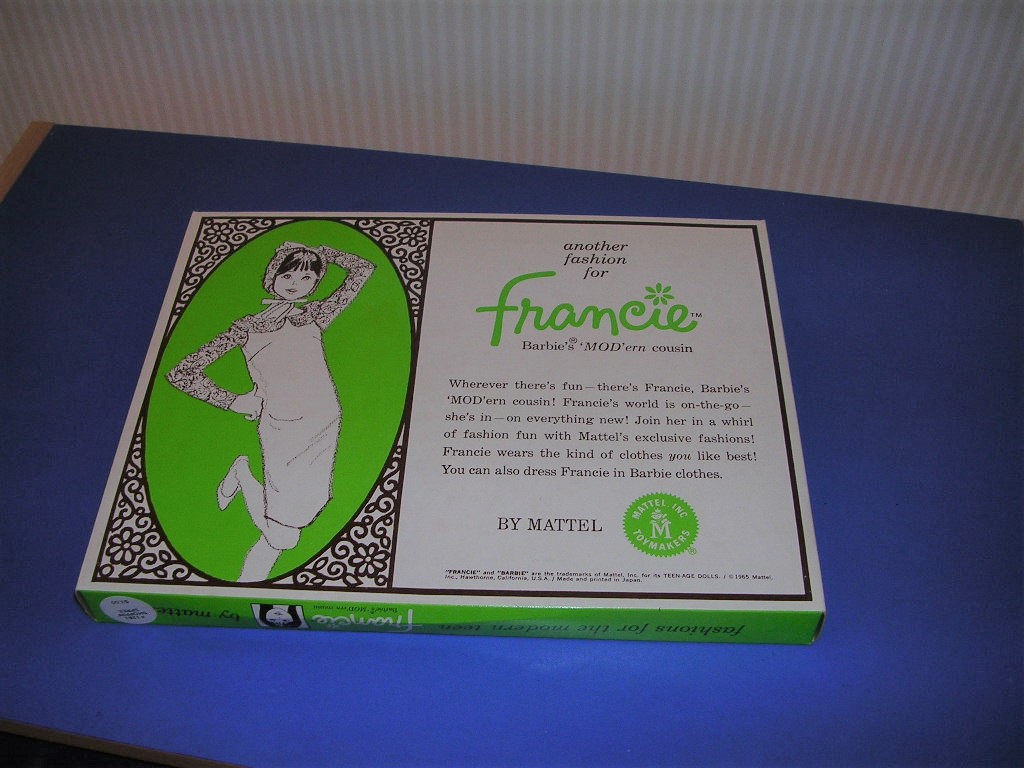 another
fashion
for
francie™
Barbie's® 'MOD'ern cousin
Wherever there's fun—there's Francie, Barbie's
'MOD'ern cousin! Francie's world is on-the-go—
she's in—on everything new! Join her in a whirl
of fashion fun with Mattel's exclusive fashions!
Francie wears the kind of clothes you like best!
You can also dress Francie in Barbie clothes.
BY MATTEL
MATTEL, INC.
M
TOYMAKERS
®
"FRANCIE" and "BARBIE" are the trademarks of Mattel, Inc. for its TEEN-AGE DOLLS. / © 1965 Mattel,
Inc., Hawthorne, California, U.S.A. / Made and printed in Japan.
fashions for the modern teen
francie
Barbie's 'MOD'ern cousin
by mattel